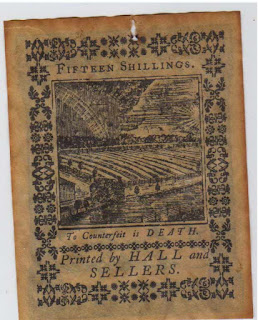 FIFTEEN SHILLINGS.
To Counterfeit is DEATH.
Printed by HALL and
SELLERS.